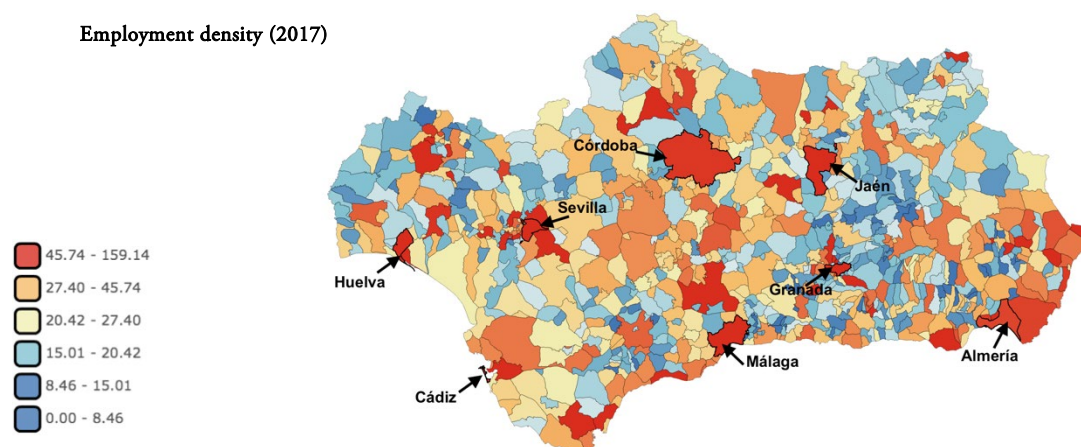 Employment density (2017)
Córdoba
Jaén
Sevilla
Huelva
Granada
Málaga
Almería
Cádiz
45.74 - 159.14
27.40 - 45.74
20.42 - 27.40
15.01 - 20.42
8.46 - 15.01
0.00 - 8.46